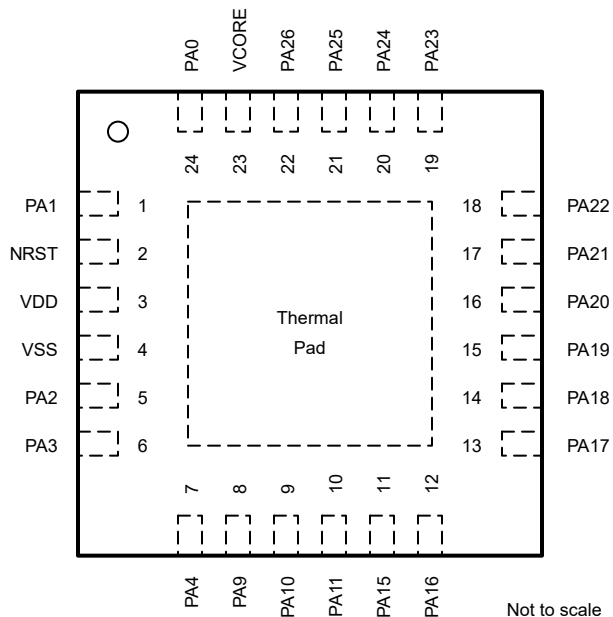 PA0 VCORE PA26 PA25 PA24 PA23
24 23 22 21 20 19
PA1 1 18 PA22
NRST 2 17 PA21
VDD 3 16 PA20
Thermal
VSS 4 15 PA19
Pad
PA2 5 14 PA18
PA3 6 13 PA17
7 8 9 10 11 12
PA4 PA9 PA10 PA11 PA15 PA16
Not to scale